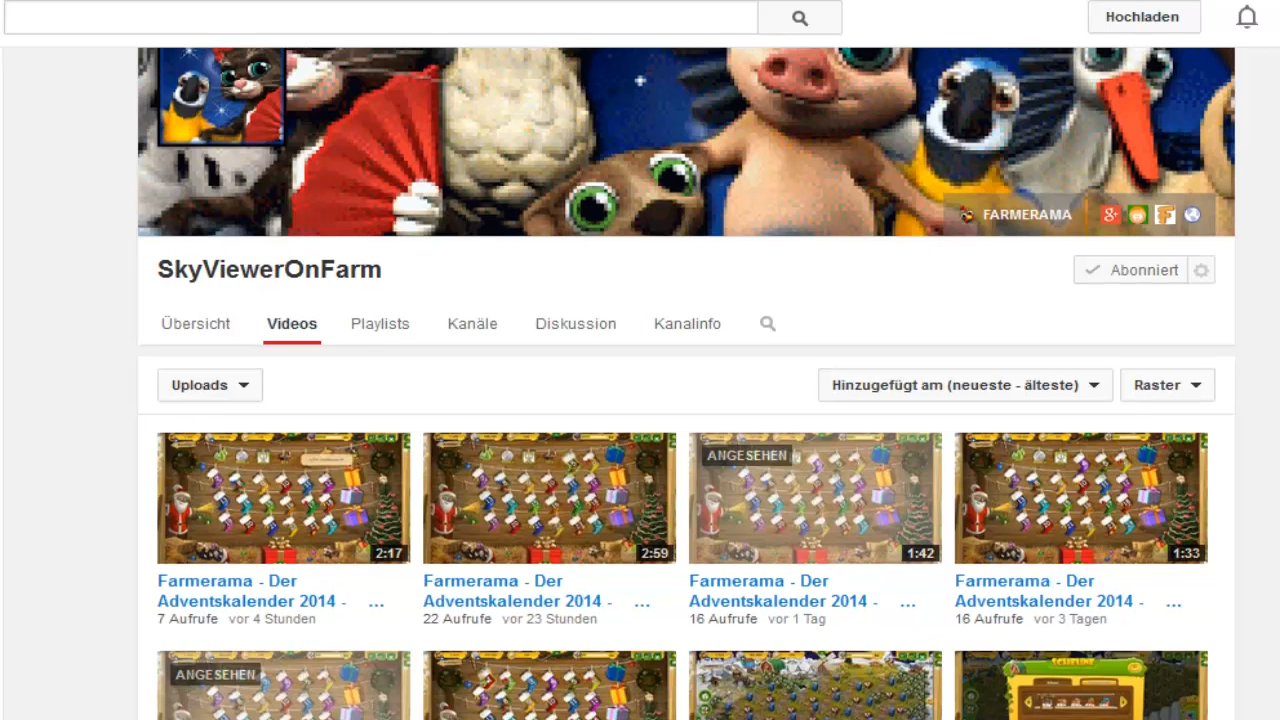 Hochladen
FARMERAMA
SkyViewerOnFarm
Abonniert
Übersicht Videos Playlists Kanäle Diskussion Kanalinfo
Uploads Hinzugefügt am (neueste - älteste) Raster
ANGESEHEN
2:17 2:59 1:42 1:33
Farmerama - Der Farmerama - Der Farmerama - Der Farmerama - Der
Adventskalender 2014 - ... Adventskalender 2014 - ... Adventskalender 2014 - ... Adventskalender 2014 - ...
7 Aufrufe vor 4 Stunden 22 Aufrufe vor 23 Stunden 16 Aufrufe vor 1 Tag 16 Aufrufe vor 3 Tagen
ANGESEHEN
SCHEUNE